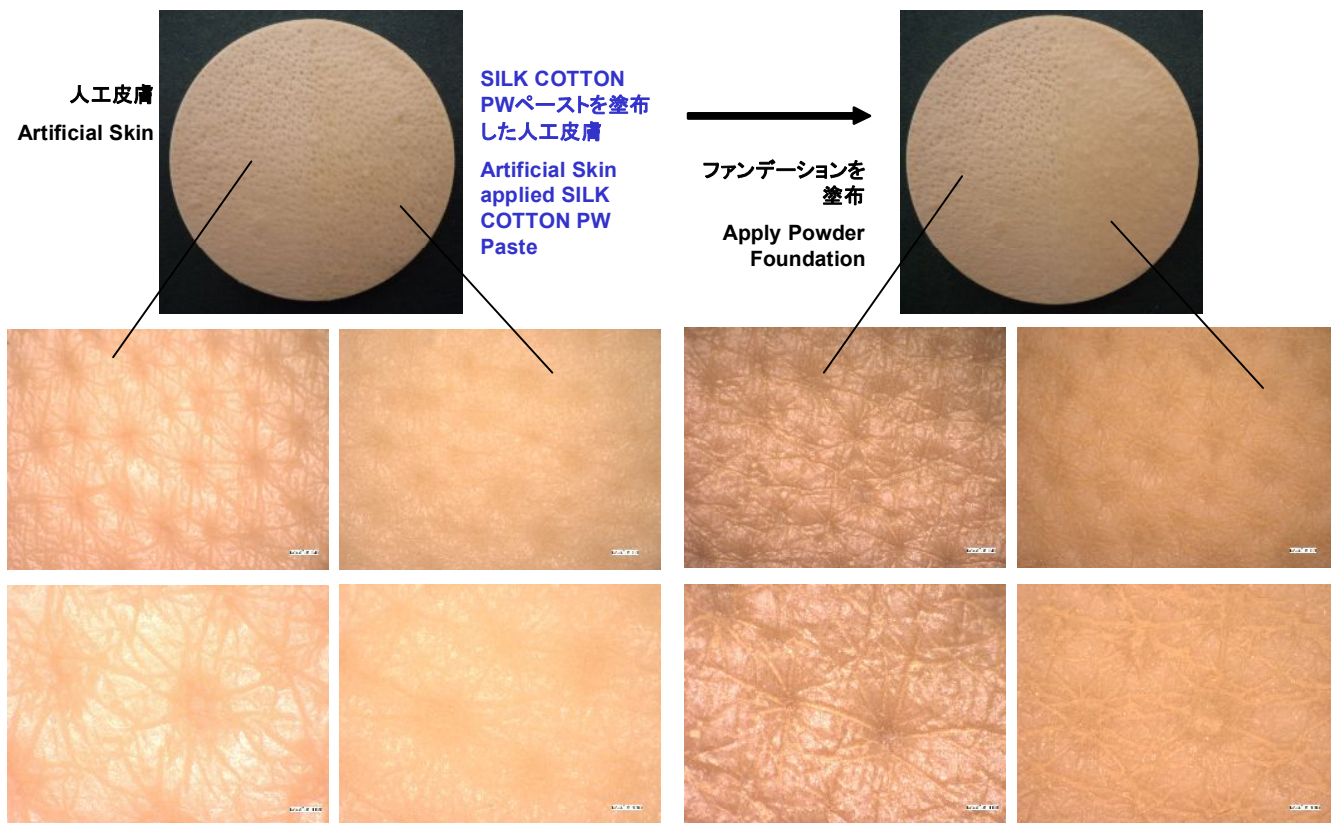 人工皮膚
Artificial Skin
SILK COTTON
PWペーストを塗布
した人工皮膚
Artificial Skin
applied SILK
COTTON PW
Paste
ファンデーションを
塗布
Apply Powder
Foundation